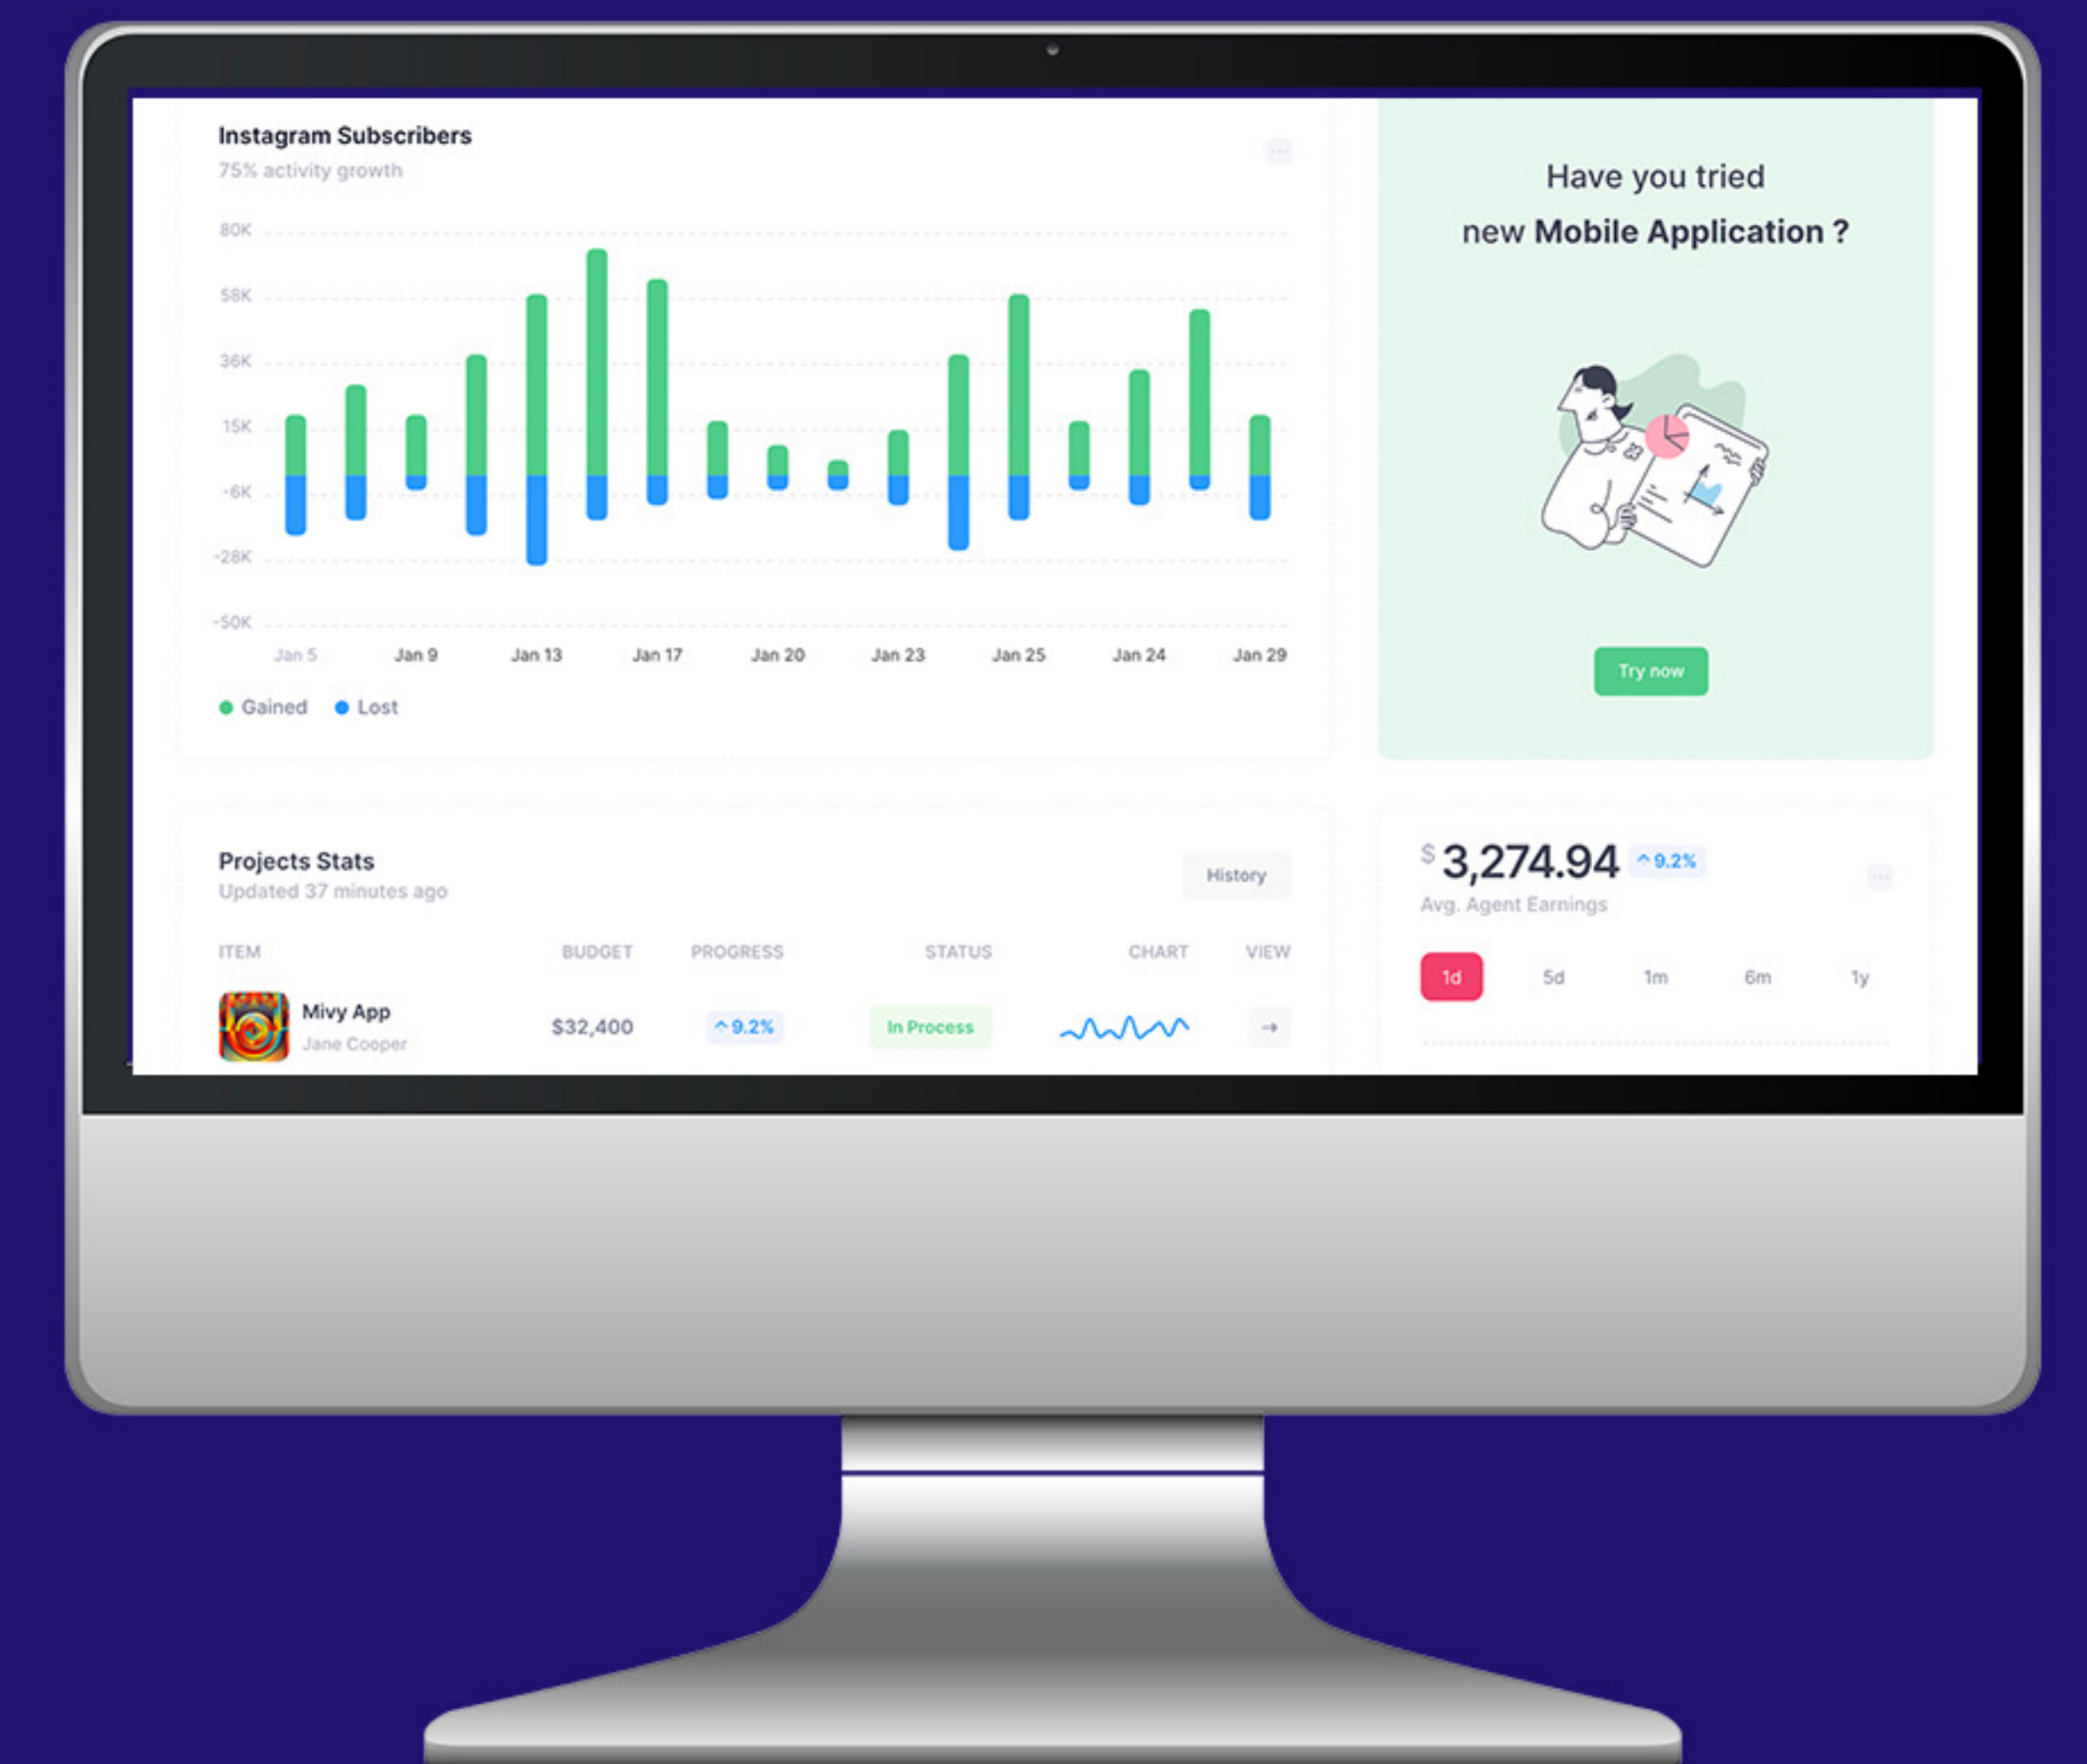 Instagram Subscribers
75% activity growth
80K
58K
36K
15K
-6K
-28K
-50K
Jan 5 Jan 9 Jan 13 Jan 17 Jan 20 Jan 23 Jan 25 Jan 24 Jan 29
Gained Lost
Have you tried
new Mobile Application ?
Try now
Projects Stats
Updated 37 minutes ago
History
ITEM BUDGET PROGRESS STATUS CHART VIEW
Mivy App
Jane Cooper
$32,400 9.2% In Process
$3,274.94 9.2%
Avg. Agent Earnings
1d 5d 1m 6m 1y